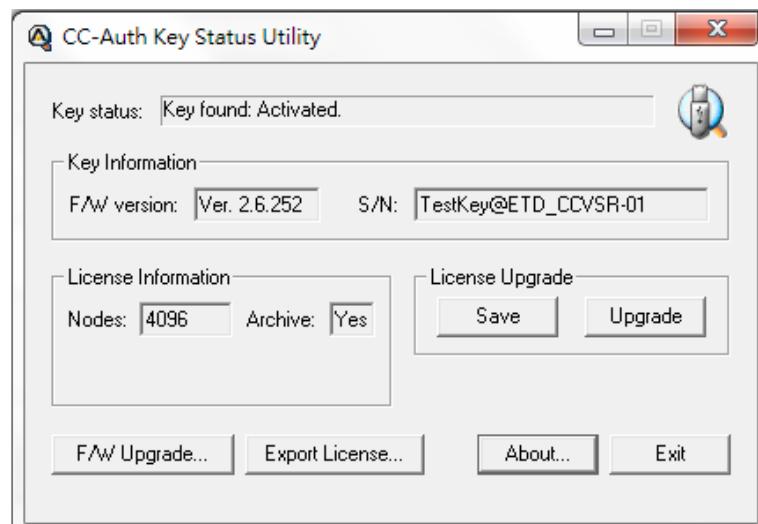 CC-Auth Key Status Utility
Key status: Key found: Activated.
Key Information
F/W version: Ver. 2.6.252 S/N: TestKey@ETD_CCVSR-01
License Information License Upgrade
Nodes: 4096 Archive: Yes Save Upgrade
F/W Upgrade... Export License... About... Exit